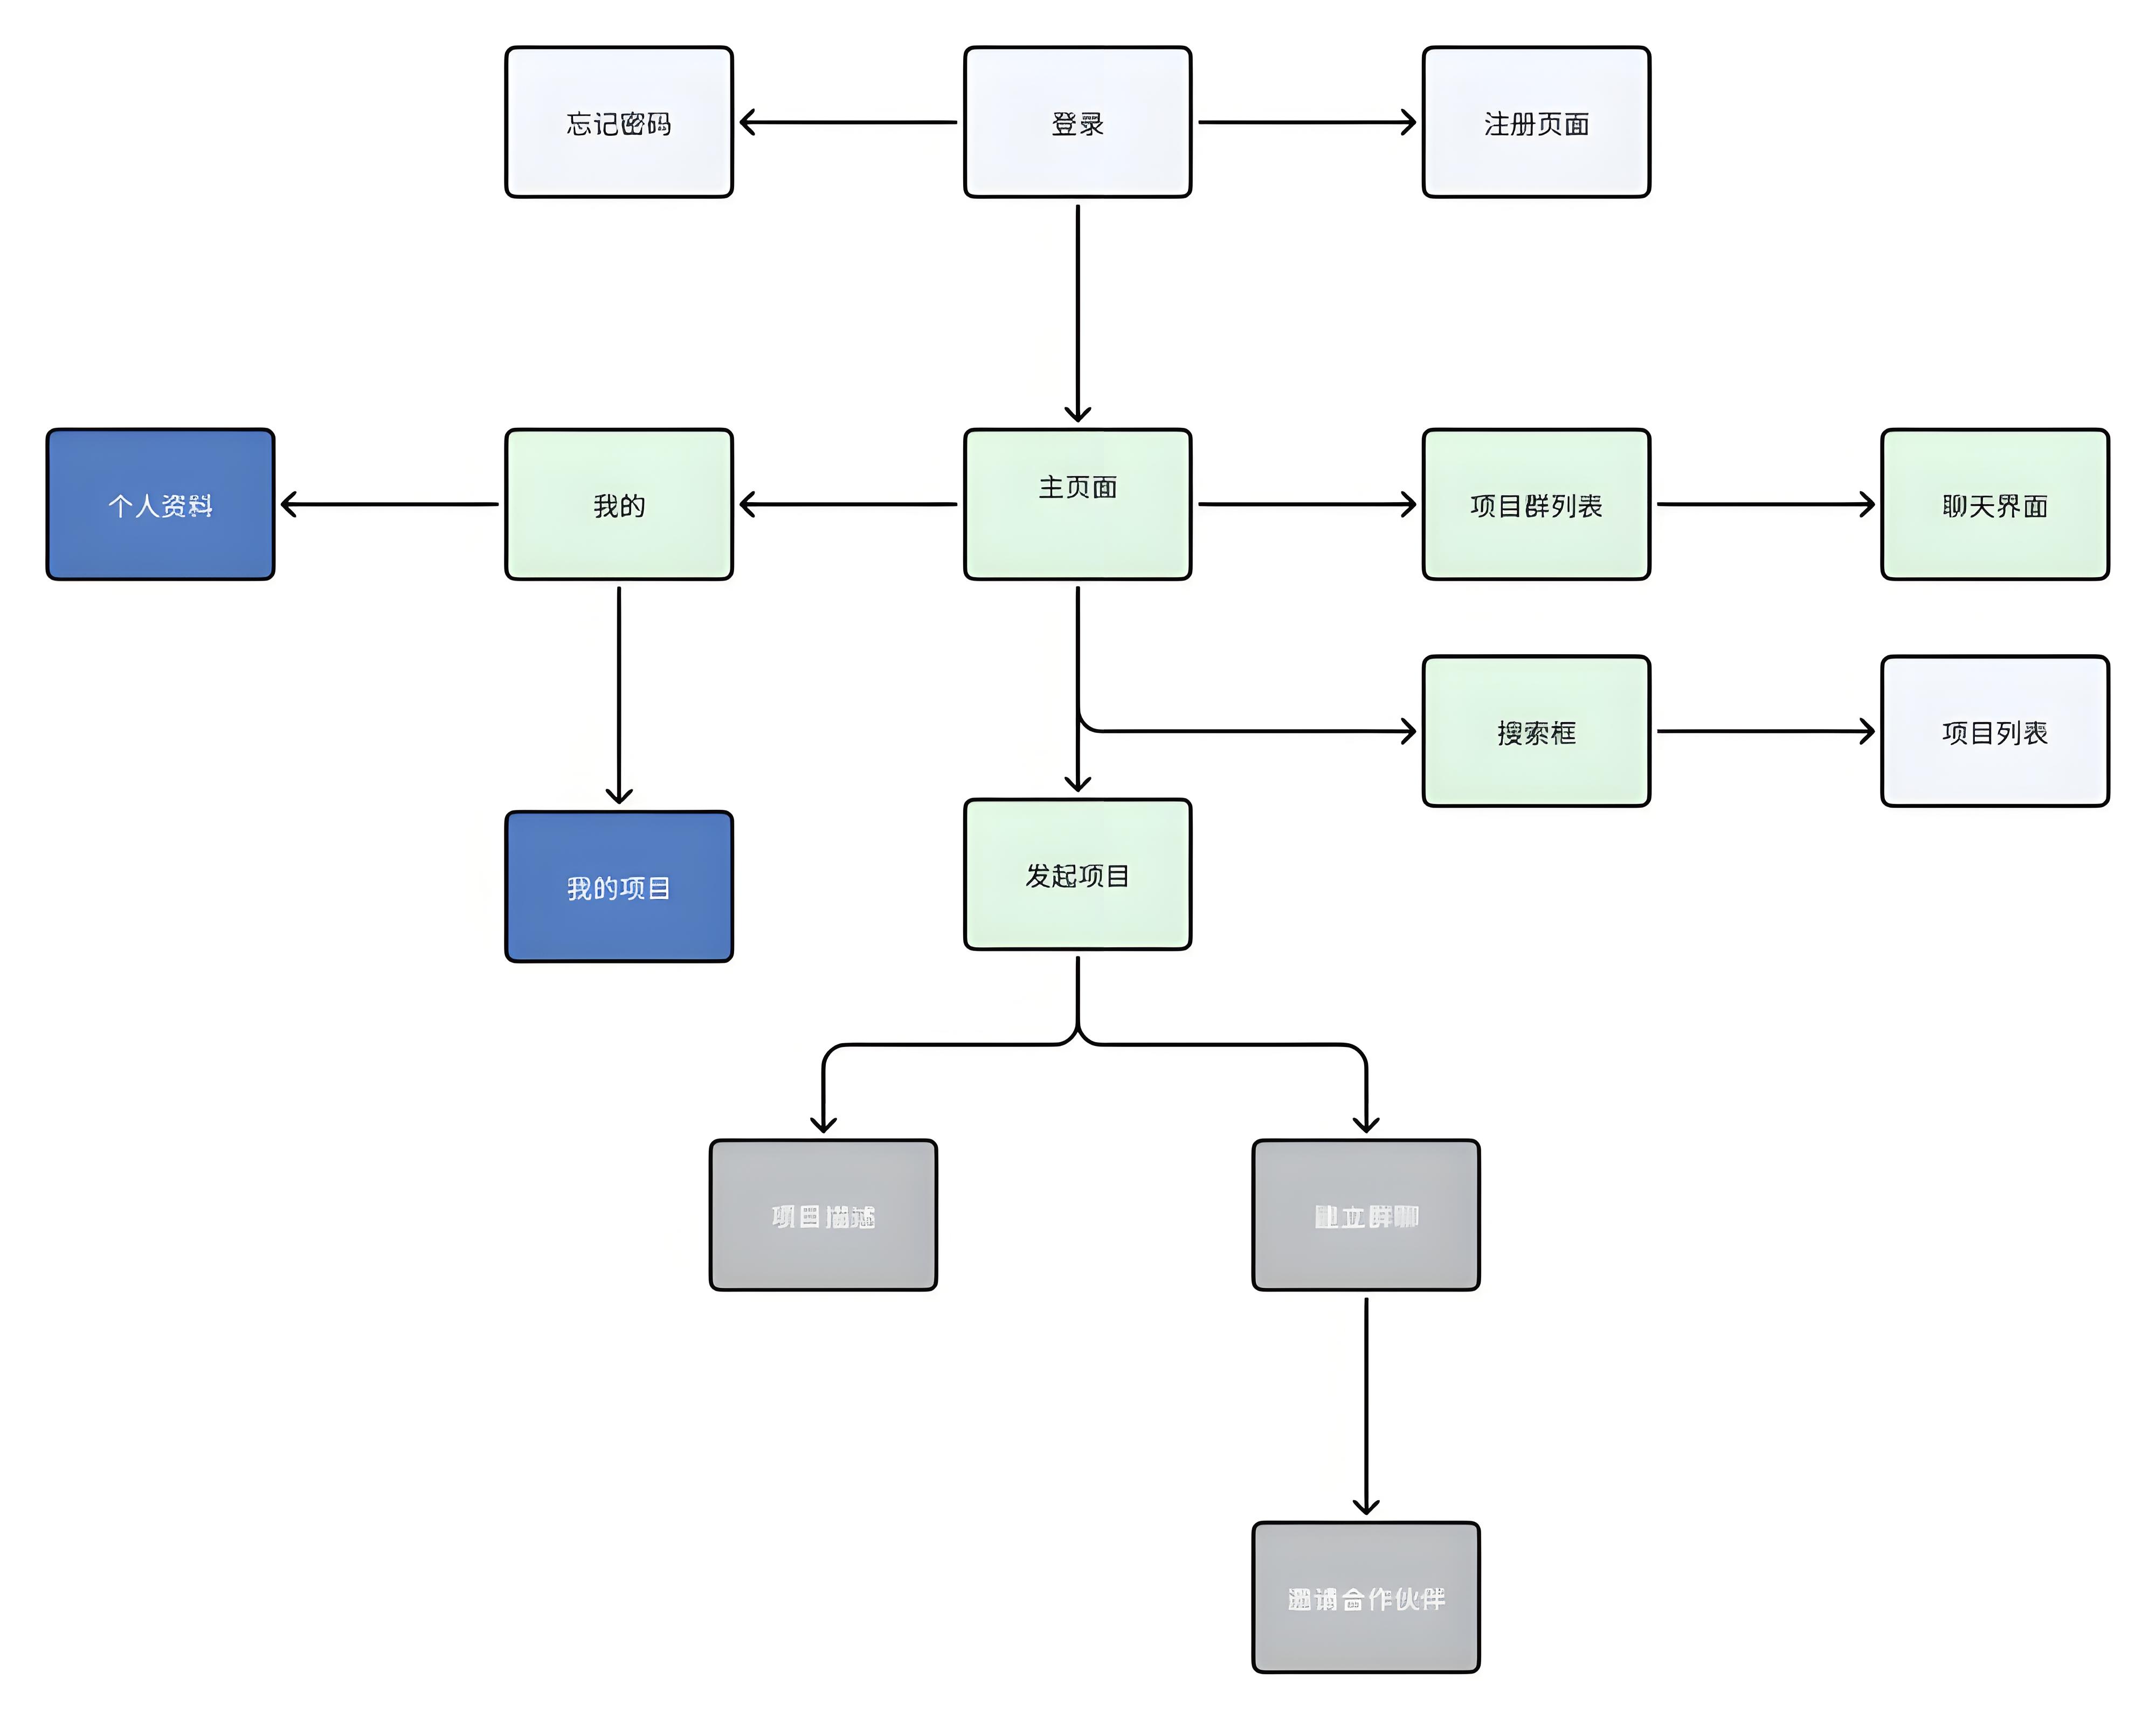 忘记密码
登录
注册页面
个人资料
我的
主页面
项目群列表
聊天界面
搜索框
项目列表
我的项目
发起项目
项目描述
建立群聊
邀请合作伙伴